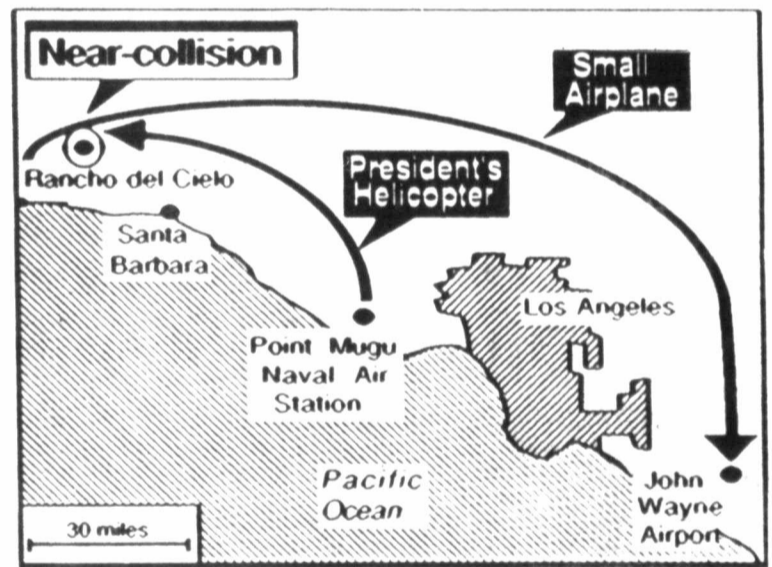 Near-collision
Small
Airplane
President's
Helicopter
Rancho del Cielo
Santa
Barbara
Los Angeles
Point Mugu
Naval Air
Station
Pacific
Ocean
John
Wayne
Airport
30 miles